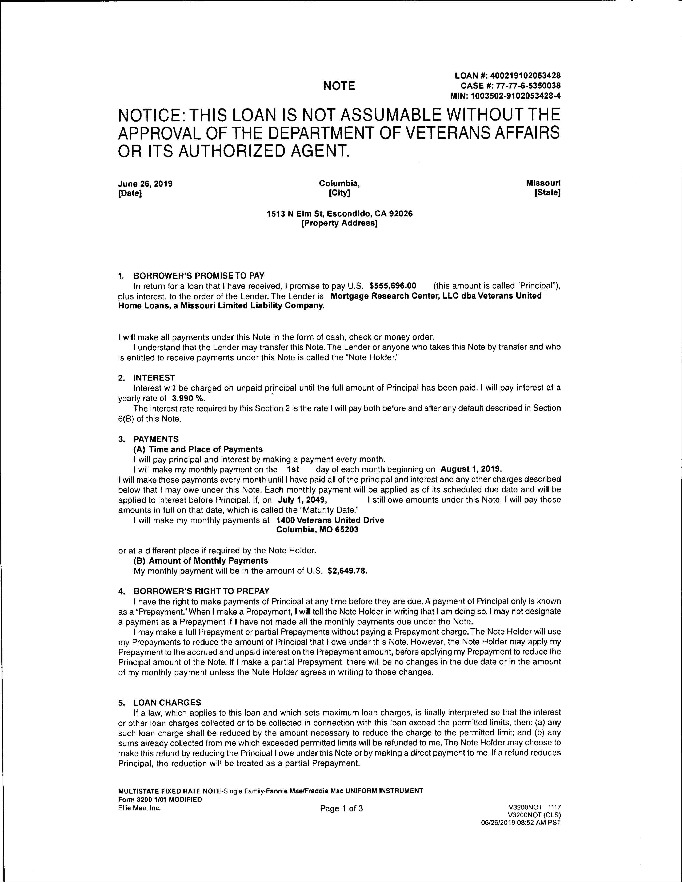 LOAN #: 400219102053428
NOTE
CASE #: 77-77-6-5350038
MIN: 1003502-9102053428-4
NOTICE: THIS LOAN IS NOT ASSUMABLE WITHOUT THE
APPROVAL OF THE DEPARTMENT OF VETERANS AFFAIRS
OR ITS AUTHORIZED AGENT.
June 26, 2019 Columbia, Missouri
[Date] [City] [State]
1513 N Elm St, Escondido, CA 92026
[Property Address]
1. BORROWER'S PROMISE TO PAY
In return for a loan that I have received, I promise to pay U.S. $555,696.00 (this amount is called "Principal"),
plus interest, to the order of the Lender. The Lender is Mortgage Research Center, LLC dba Veterans United
Home Loans, a Missouri Limited Liability Company.
I will make all payments under this Note in the form of cash, check or money order.
I understand that the Lender may transfer this Note. The Lender or anyone who takes this Note by transfer and who
is entitled to receive payments under this Note is called the "Note Holder."
2. INTEREST
Interest will be charged on unpaid principal until the full amount of Principal has been paid. I will pay interest at a
yearly rate of 3.990 %.
The interest rate required by this Section 2 is the rate I will pay both before and after any default described in Section
6(B) of this Note.
3. PAYMENTS
(A) Time and Place of Payments
I will pay principal and interest by making a payment every month.
I will make my monthly payment on the 1st day of each month beginning on August 1, 2019.
I will make these payments every month until I have paid all of the principal and interest and any other charges described
below that I may owe under this Note. Each monthly payment will be applied as of its scheduled due date and will be
applied to interest before Principal. If, on July 1, 2049, I still owe amounts under this Note, I will pay those
amounts in full on that date, which is called the "Maturity Date."
I will make my monthly payments at 1400 Veterans United Drive
Columbia, MO 65203
or at a different place if required by the Note Holder.
(B) Amount of Monthly Payments
My monthly payment will be in the amount of U.S. $2,649.78.
4. BORROWER'S RIGHT TO PREPAY
I have the right to make payments of Principal at any time before they are due. A payment of Principal only is known
as a "Prepayment." When I make a Prepayment, I will tell the Note Holder in writing that I am doing so. I may not designate
a payment as a Prepayment if I have not made all the monthly payments due under the Note.
I may make a full Prepayment or partial Prepayments without paying a Prepayment charge. The Note Holder will use
my Prepayments to reduce the amount of Principal that I owe under this Note. However, the Note Holder may apply my
Prepayment to the accrued and unpaid interest on the Prepayment amount, before applying my Prepayment to reduce the
Principal amount of the Note. If I make a partial Prepayment, there will be no changes in the due date or in the amount
of my monthly payment unless the Note Holder agrees in writing to those changes.
5. LOAN CHARGES
If a law, which applies to this loan and which sets maximum loan charges, is finally interpreted so that the interest
or other loan charges collected or to be collected in connection with this loan exceed the permitted limits, then: (a) any
such loan charge shall be reduced by the amount necessary to reduce the charge to the permitted limit; and (b) any
sums already collected from me which exceeded permitted limits will be refunded to me. The Note Holder may choose to
make this refund by reducing the Principal I owe under this Note or by making a direct payment to me. If a refund reduces
Principal, the reduction will be treated as a partial Prepayment.
MULTISTATE FIXED RATE NOTE-Single Family-Fannie Mae/Freddie Mac UNIFORM INSTRUMENT
Form 3200 1/01 MODIFIED
Ellie Mae, Inc. Page 1 of 3 V3200NOT 1117
V3200NOT (CLS)
06/26/2019 08:52 AM PST